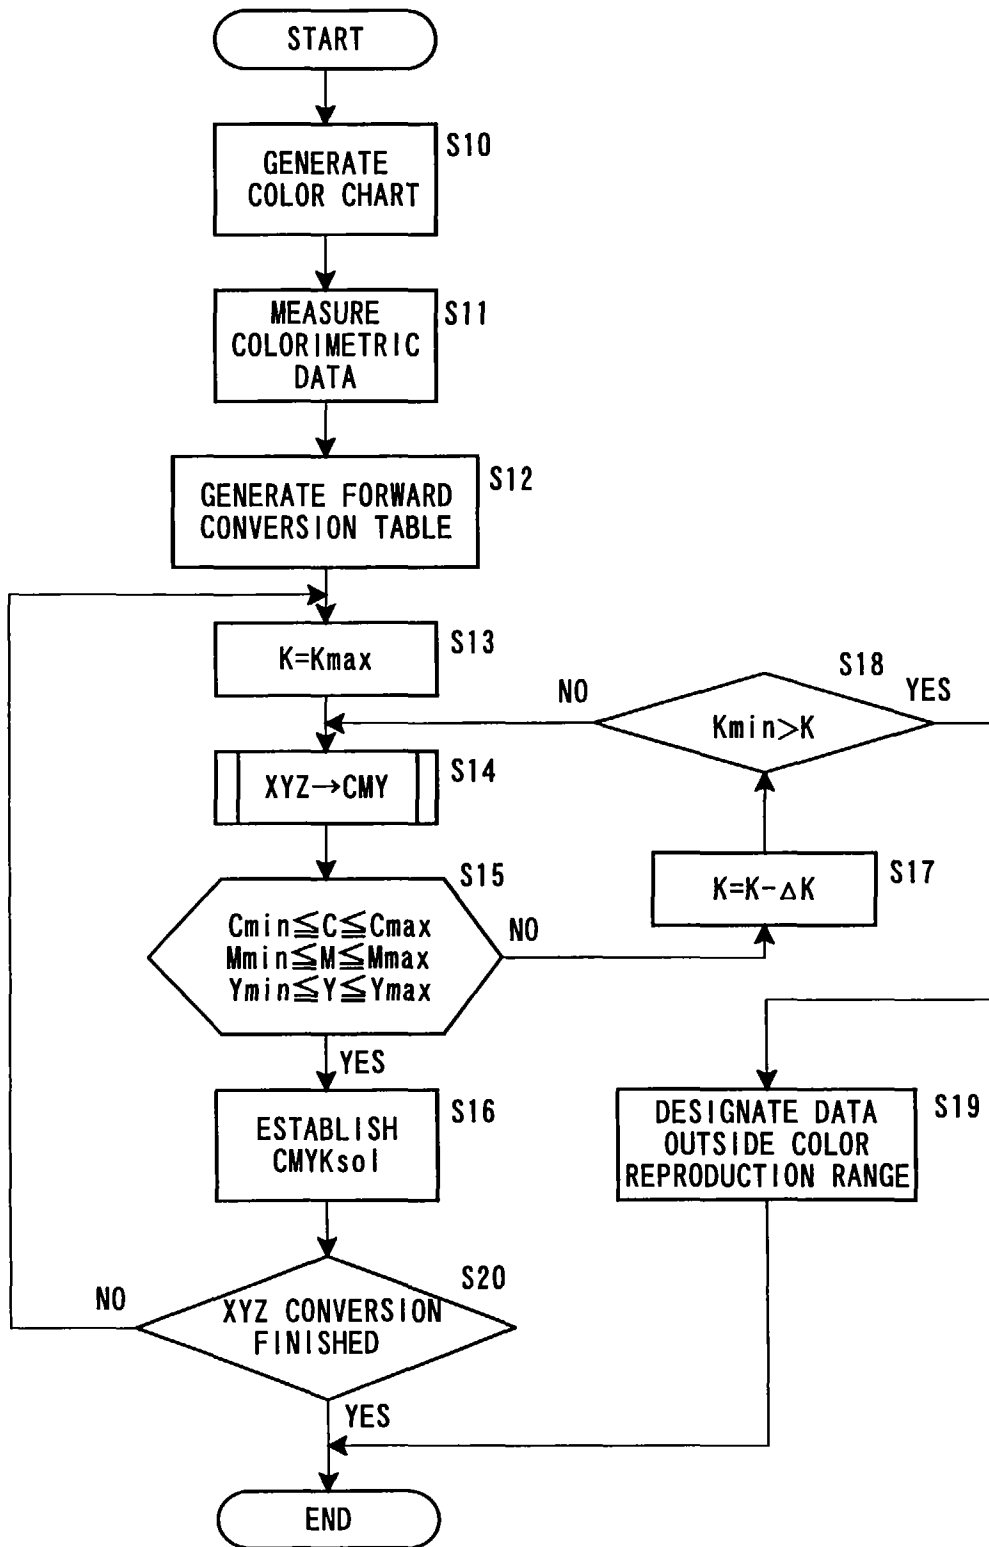 START
S10
GENERATE
COLOR CHART
S11
MEASURE
COLORIMETRIC
DATA
S12
GENERATE FORWARD
CONVERSION TABLE
S13
K=Kmax
S18
NO
YES
Kmin>K
S14
XYZ→CMY
S17
K=K-ΔK
S15
Cmin≦C≦Cmax
Mmin≦M≦Mmax
Ymin≦Y≦Ymax
NO
YES
S16
ESTABLISH
CMYKsol
S19
DESIGNATE DATA
OUTSIDE COLOR
REPRODUCTION RANGE
S20
NO
XYZ CONVERSION
FINISHED
YES
END